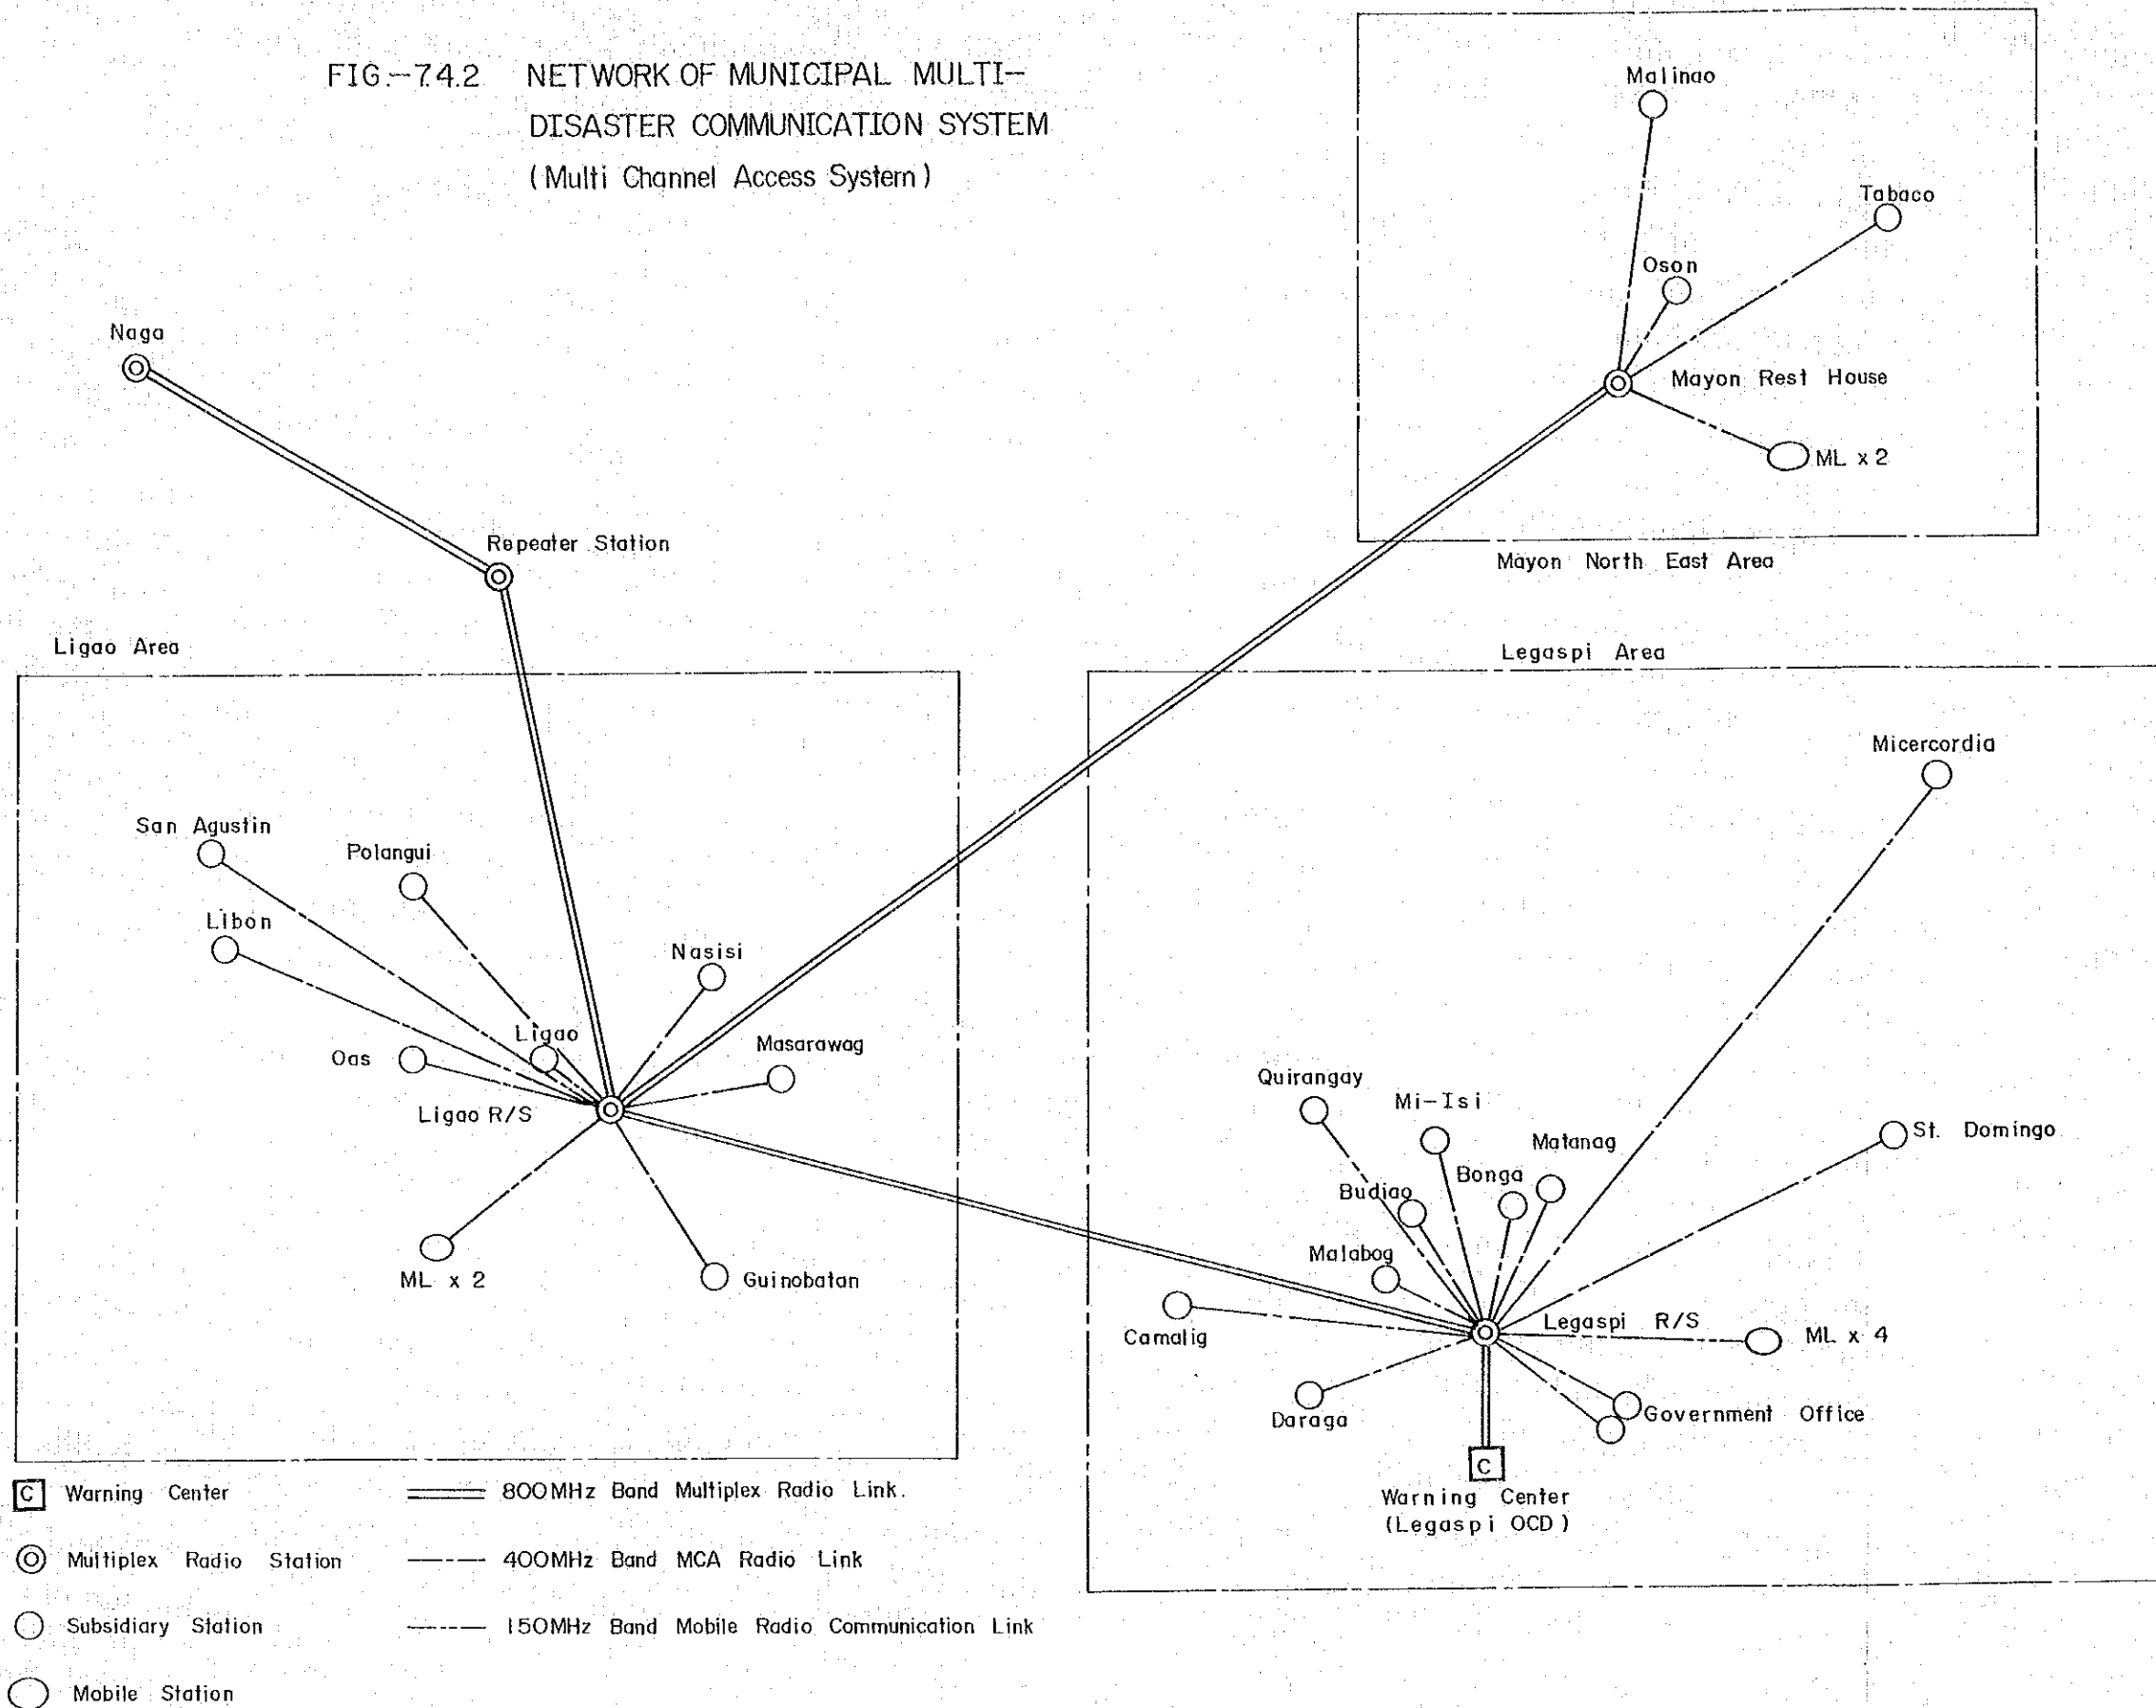 FIG.-7.4.2 NETWORK OF MUNICIPAL MULTI-
DISASTER COMMUNICATION SYSTEM
(Multi Channel Access System)
Malinao
Tabaco
Oson
Mayon Rest House
ML x 2
Mayon North East Area
Naga
Repeater Station
Ligao Area
San Agustin
Polangui
Libon
Nasisi
Ligao
Oas
Masarawag
Ligao R/S
ML x 2
Guinobatan
Legaspi Area
Micercordia
Quirangay
Mi-Isi
Matanag
St. Domingo
Bonga
Budiao
Malabog
Legaspi R/S
ML x 4
Camalig
Daraga
Government Office
C
Warning Center
(Legaspi OCD)
C Warning Center
Multiplex Radio Station
Subsidiary Station
Mobile Station
800MHz Band Multiplex Radio Link.
400MHz Band MCA Radio Link
150MHz Band Mobile Radio Communication Link